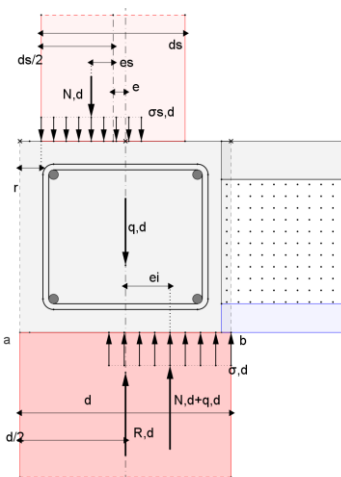 ds
ds/2
es
N,d
e
σs,d
r
q,d
ei
a
b
σ,d
d
N,d+q,d
d/2
R,d